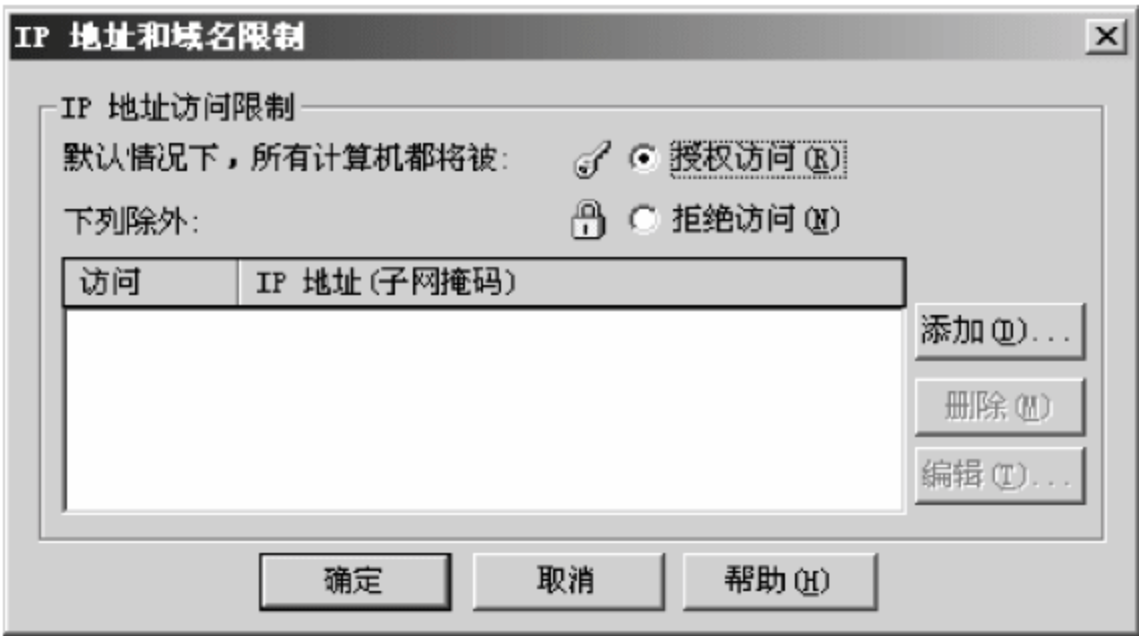 IP 地址和域名限制
IP 地址访问限制
默认情况下，所有计算机都将被: 授权访问(R)
下列除外: 拒绝访问(N)
访问 IP 地址(子网掩码)
添加(D)...
删除(M)
编辑(T)...
确定 取消 帮助(H)